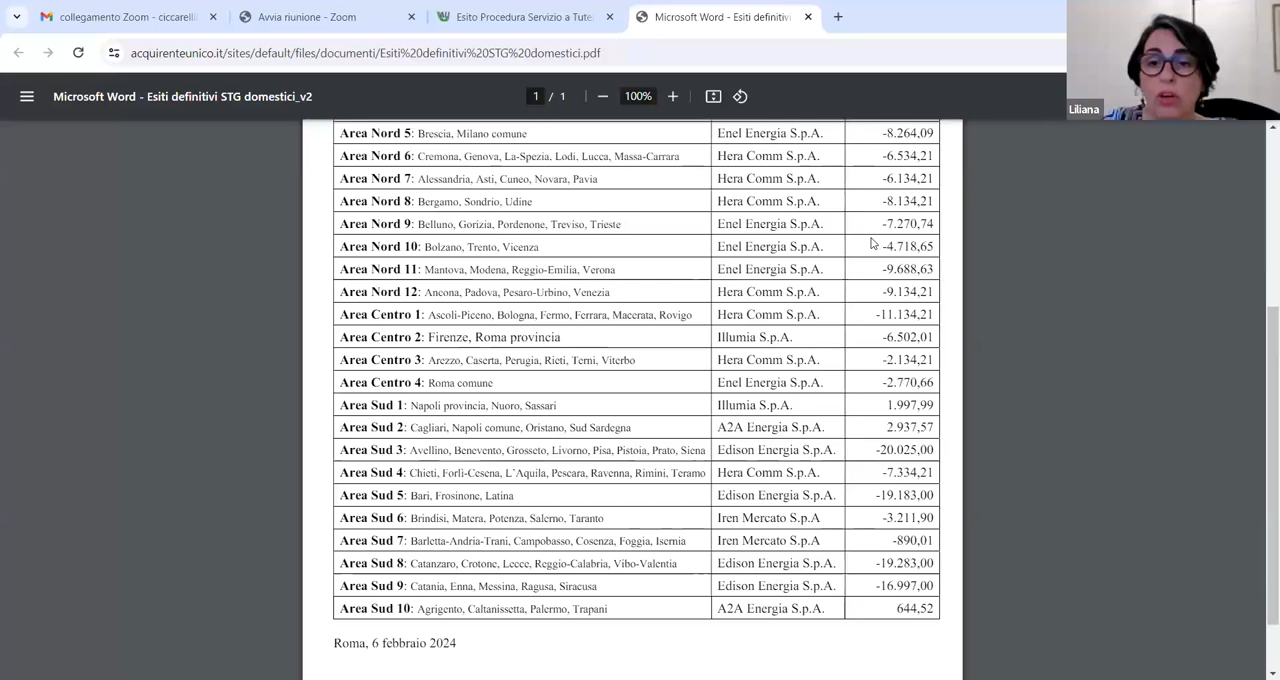 collegamento Zoom - ciccarelli
Avvia riunione - Zoom
Esito Procedura Servizio a Tute
Microsoft Word - Esiti definitivi
acquirenteunico.it/sites/default/files/documenti/Esiti%20definitivi%20STG%20domestici.pdf
Microsoft Word - Esiti definitivi STG domestici_v2
1 / 1
100%
Liliana
Area Nord 5: Brescia, Milano comune Enel Energia S.p.A. -8.264,09
Area Nord 6: Cremona, Genova, La-Spezia, Lodi, Lucca, Massa-Carrara Hera Comm S.p.A. -6.534,21
Area Nord 7: Alessandria, Asti, Cuneo, Novara, Pavia Hera Comm S.p.A. -6.134,21
Area Nord 8: Bergamo, Sondrio, Udine Hera Comm S.p.A. -8.134,21
Area Nord 9: Belluno, Gorizia, Pordenone, Treviso, Trieste Enel Energia S.p.A. -7.270,74
Area Nord 10: Bolzano, Trento, Vicenza Enel Energia S.p.A. -4.718,65
Area Nord 11: Mantova, Modena, Reggio-Emilia, Verona Enel Energia S.p.A. -9.688,63
Area Nord 12: Ancona, Padova, Pesaro-Urbino, Venezia Hera Comm S.p.A. -9.134,21
Area Centro 1: Ascoli-Piceno, Bologna, Fermo, Ferrara, Macerata, Rovigo Hera Comm S.p.A. -11.134,21
Area Centro 2: Firenze, Roma provincia Illumia S.p.A. -6.502,01
Area Centro 3: Arezzo, Caserta, Perugia, Rieti, Terni, Viterbo Hera Comm S.p.A. -2.134,21
Area Centro 4: Roma comune Enel Energia S.p.A. -2.770,66
Area Sud 1: Napoli provincia, Nuoro, Sassari Illumia S.p.A. 1.997,99
Area Sud 2: Cagliari, Napoli comune, Oristano, Sud Sardegna A2A Energia S.p.A. 2.937,57
Area Sud 3: Avellino, Benevento, Grosseto, Livorno, Pisa, Pistoia, Prato, Siena Edison Energia S.p.A. -20.025,00
Area Sud 4: Chieti, Forlì-Cesena, L'Aquila, Pescara, Ravenna, Rimini, Teramo Hera Comm S.p.A. -7.334,21
Area Sud 5: Bari, Frosinone, Latina Edison Energia S.p.A. -19.183,00
Area Sud 6: Brindisi, Matera, Potenza, Salerno, Taranto Iren Mercato S.p.A -3.211,90
Area Sud 7: Barletta-Andria-Trani, Campobasso, Cosenza, Foggia, Isernia Iren Mercato S.p.A -890,01
Area Sud 8: Catanzaro, Crotone, Lecce, Reggio-Calabria, Vibo-Valentia Edison Energia S.p.A. -19.283,00
Area Sud 9: Catania, Enna, Messina, Ragusa, Siracusa Edison Energia S.p.A. -16.997,00
Area Sud 10: Agrigento, Caltanissetta, Palermo, Trapani A2A Energia S.p.A. 644,52
Roma, 6 febbraio 2024